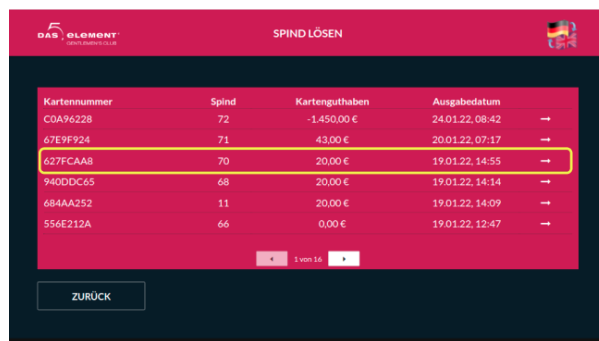 DAS 5. ELEMENT
GENTLEMEN'S CLUB
SPIND LÖSEN
Kartennummer Spind Kartenguthaben Ausgabedatum
C0A96228 72 -1.450,00 € 24.01.22, 08:42 →
67E9F924 71 43,00 € 20.01.22, 07:17 →
627FCAA8 70 20,00 € 19.01.22, 14:55 →
940DDC65 68 20,00 € 19.01.22, 14:14 →
684AA252 11 20,00 € 19.01.22, 14:09 →
556E212A 66 0,00 € 19.01.22, 12:47 →
1 von 16
ZURÜCK